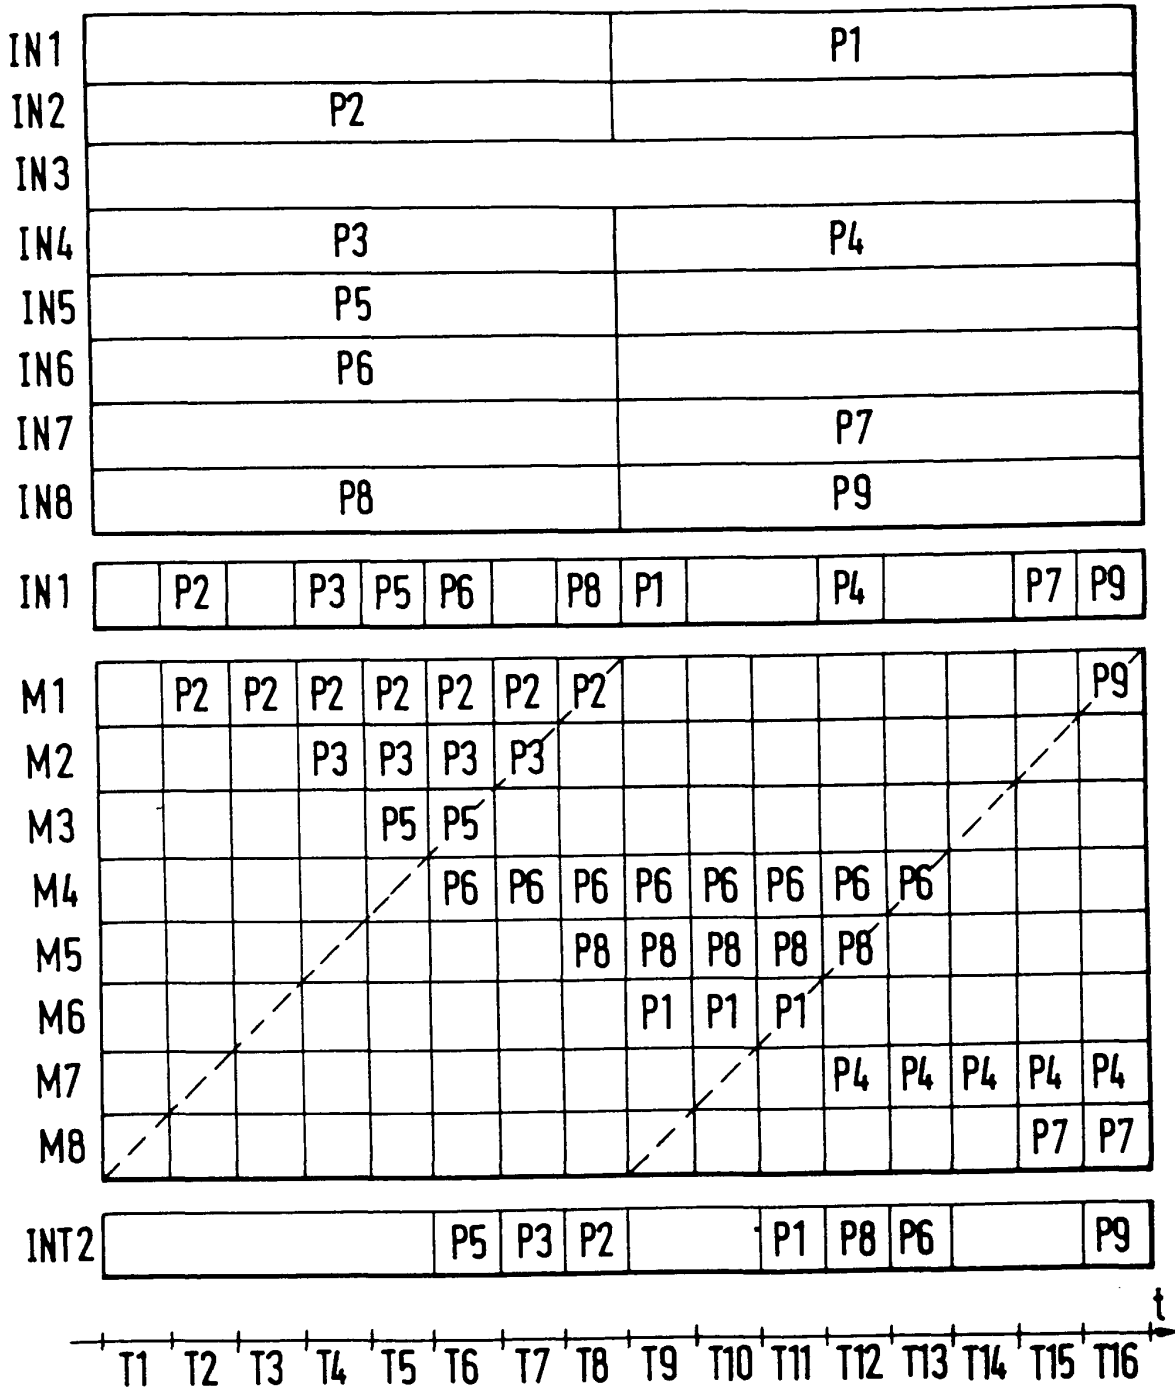 IN1 P1
IN2 P2
IN3
IN4 P3 P4
IN5 P5
IN6 P6
IN7 P7
IN8 P8 P9
IN1 P2 P3 P5 P6 P8 P1 P4 P7 P9
M1 P2 P2 P2 P2 P2 P2 P2 P9
M2 P3 P3 P3 P3
M3 P5 P5
M4 P6 P6 P6 P6 P6 P6 P6 P6
M5 P8 P8 P8 P8 P8
M6 P1 P1 P1
M7 P4 P4 P4 P4 P4
M8 P7 P7
INT2 P5 P3 P2 P1 P8 P6 P9
t
T1 T2 T3 T4 T5 T6 T7 T8 T9 T10 T11 T12 T13 T14 T15 T16